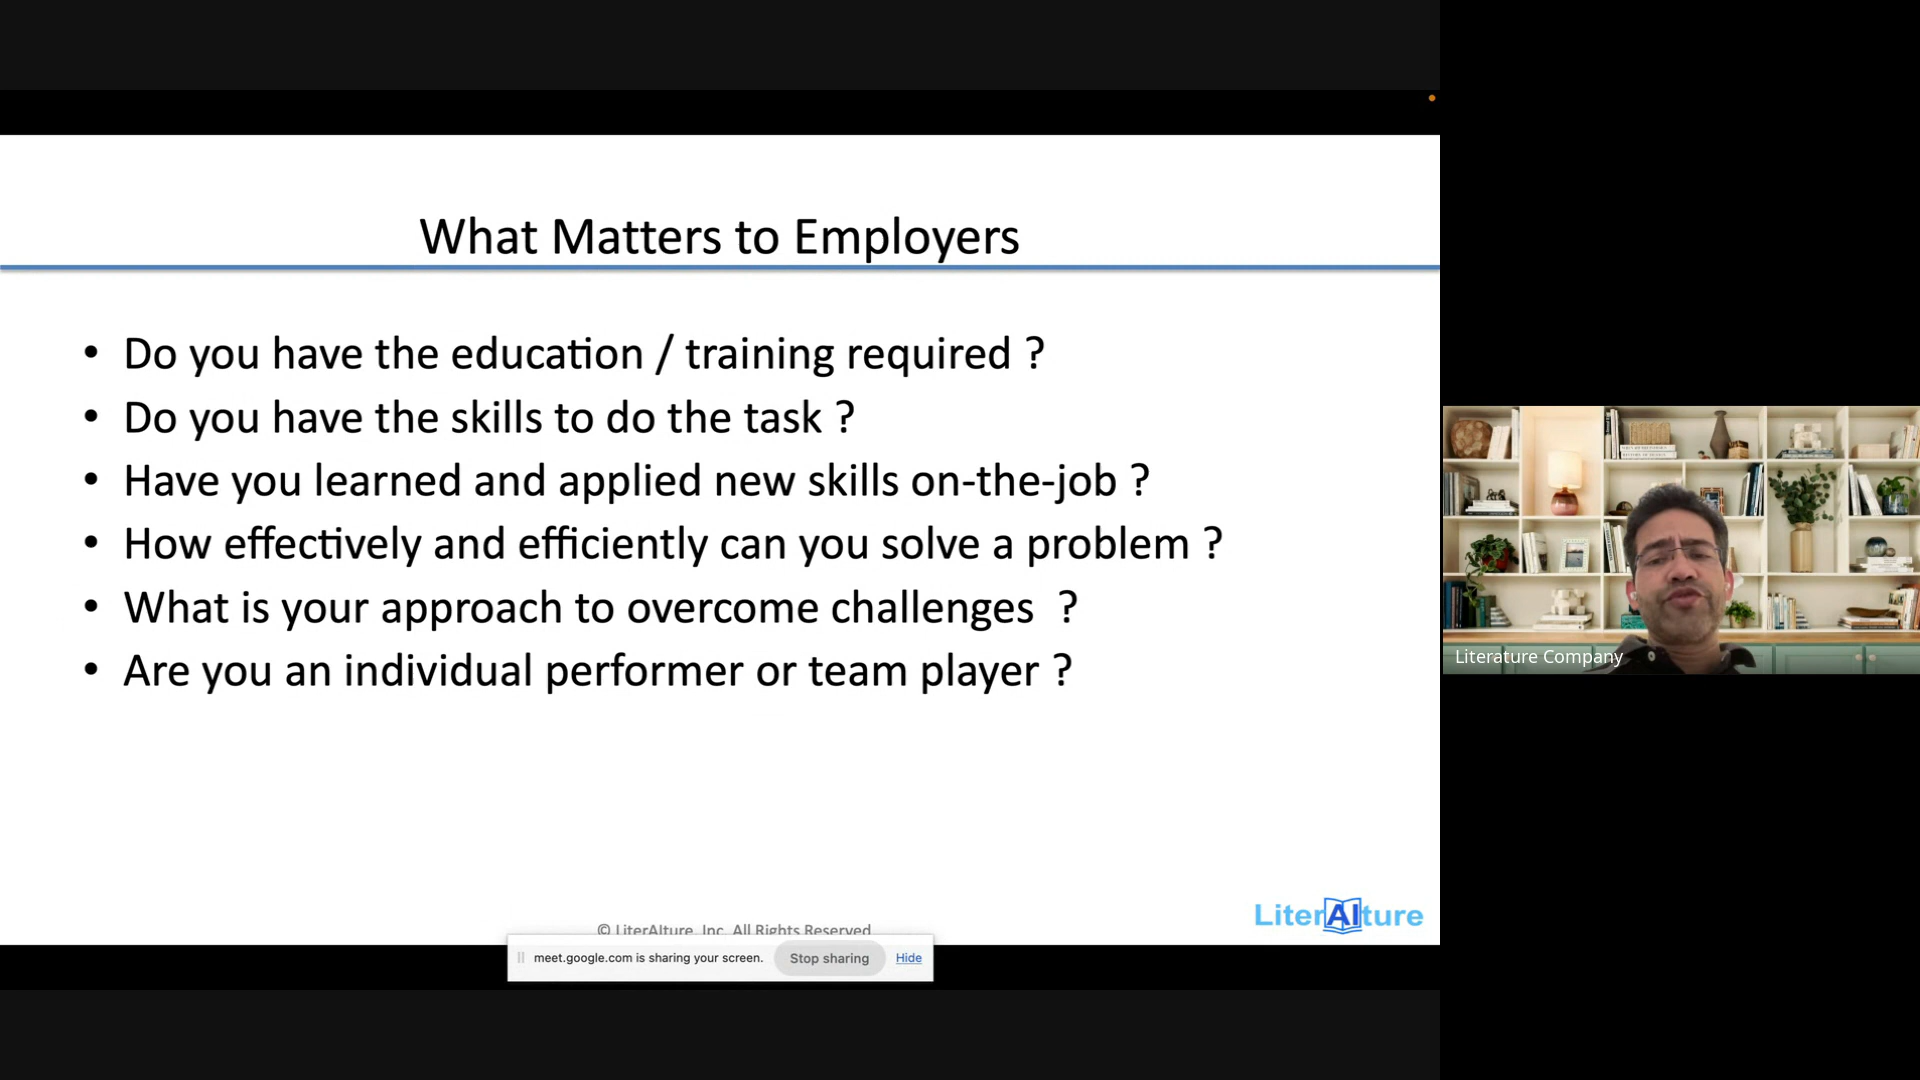 What Matters to Employers
• Do you have the education / training required ?
• Do you have the skills to do the task ?
• Have you learned and applied new skills on-the-job ?
• How effectively and efficiently can you solve a problem ?
• What is your approach to overcome challenges  ?
• Are you an individual performer or team player ?
© LiterAIture, Inc. All Rights Reserved
LiterAIture
meet.google.com is sharing your screen. Stop sharing Hide
Literature Company